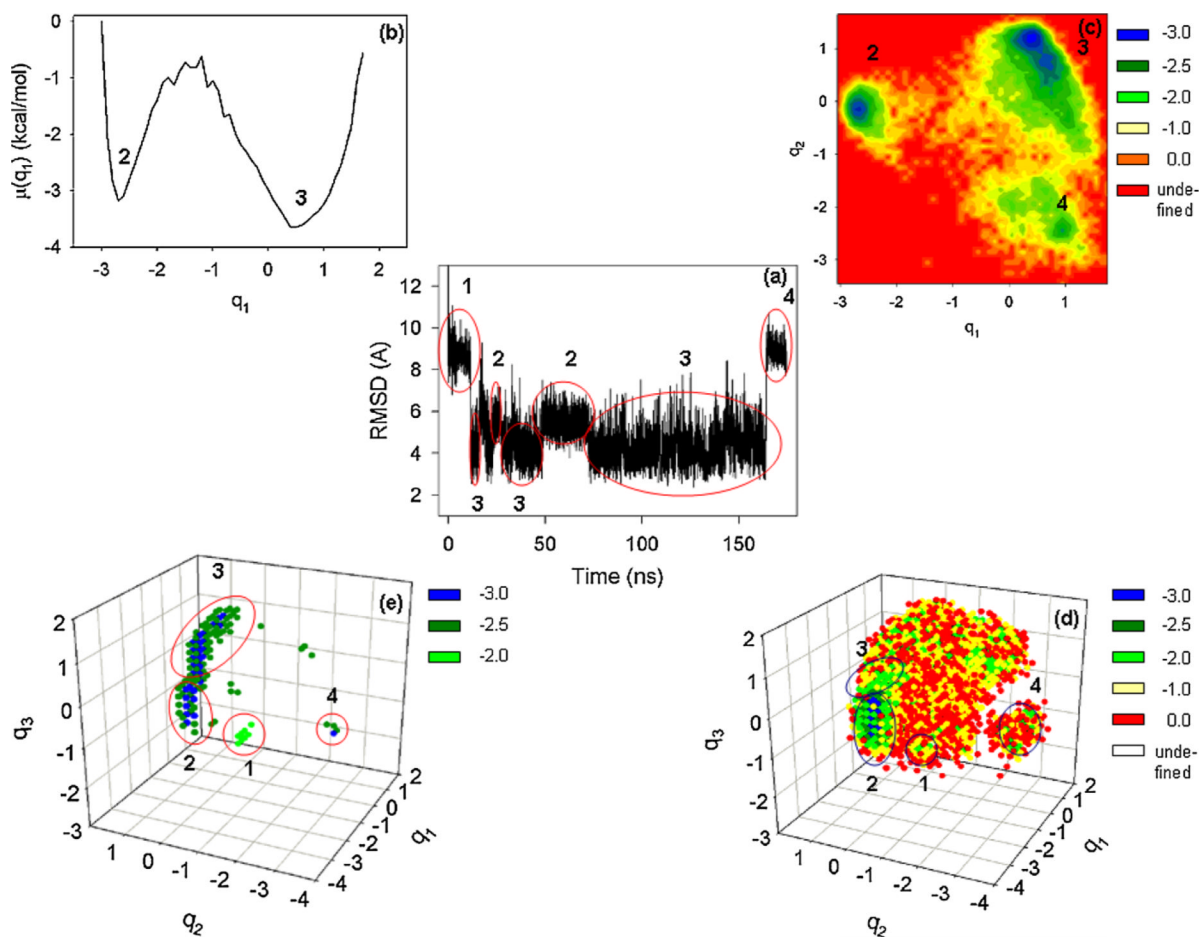 (b)
0
-1
-2
-3
-4
μ(q1) (kcal/mol)
2
3
-3 -2 -1 0 1 2
q1
(c)
2
3
4
1
0
-1
-2
-3
q2
-3 -2 -1 0 1
q1
-3.0
-2.5
-2.0
-1.0
0.0
unde-
fined
(a)
12
10
8
6
4
2
RMSD (A)
1
2
2
3
4
3
3
0 50 100 150
Time (ns)
(e)
3
4
2
1
2
1
0
-1
-2
-3
q3
1 0 -1 -2 -3 -4
q2
2
1
0
-1
-2
-3
-4
q1
-3.0
-2.5
-2.0
(d)
3
4
2
1
2
1
0
-1
-2
-3
q3
1 0 -1 -2 -3 -4
q2
2
1
0
-1
-2
-3
-4
q1
-3.0
-2.5
-2.0
-1.0
0.0
unde-
fined